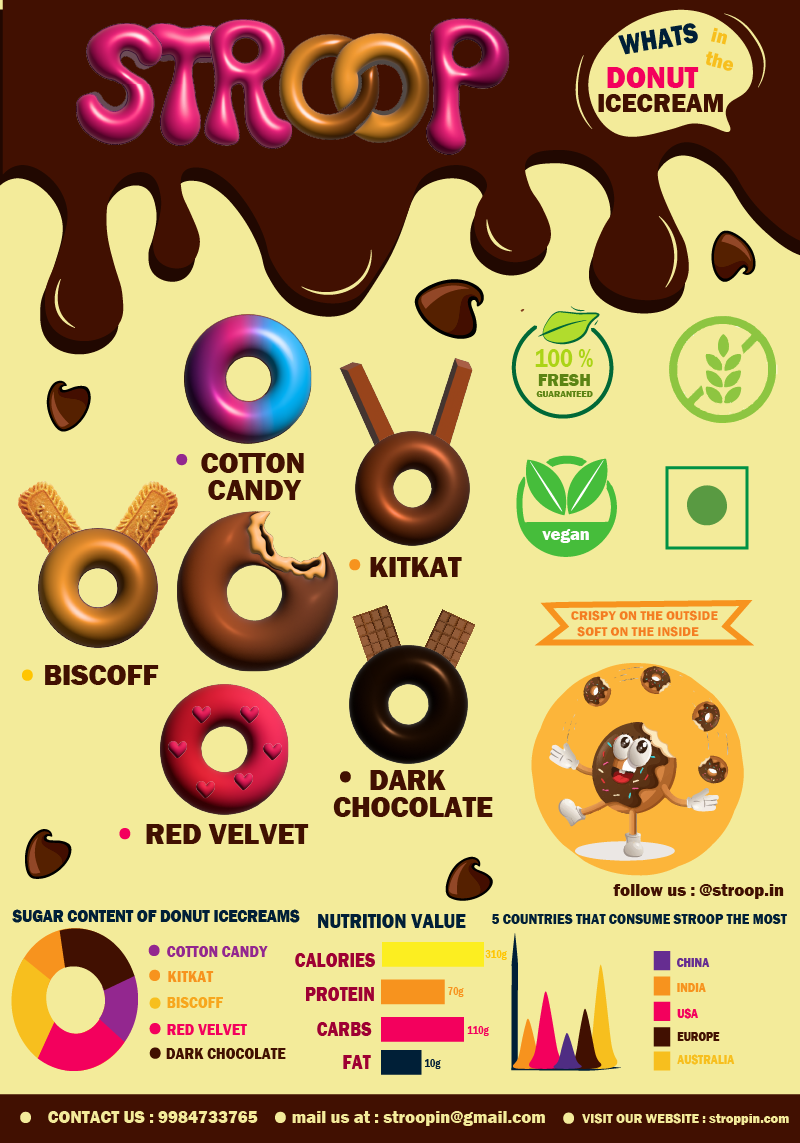 STROOP
WHATS in
the
DONUT
ICECREAM
COTTON
CANDY
KITKAT
BISCOFF
RED VELVET
DARK
CHOCOLATE
100 %
FRESH
GUARANTEED
vegan
CRISPY ON THE OUTSIDE
SOFT ON THE INSIDE
follow us : @stroop.in
SUGAR CONTENT OF DONUT ICECREAMS
COTTON CANDY
KITKAT
BISCOFF
RED VELVET
DARK CHOCOLATE
NUTRITION VALUE
CALORIES 310g
PROTEIN 70g
CARBS 110g
FAT 10g
5 COUNTRIES THAT CONSUME STROOP THE MOST
CHINA
INDIA
USA
EUROPE
AUSTRALIA
CONTACT US : 9984733765 mail us at : stroopin@gmail.com VISIT OUR WEBSITE : stroppin.com